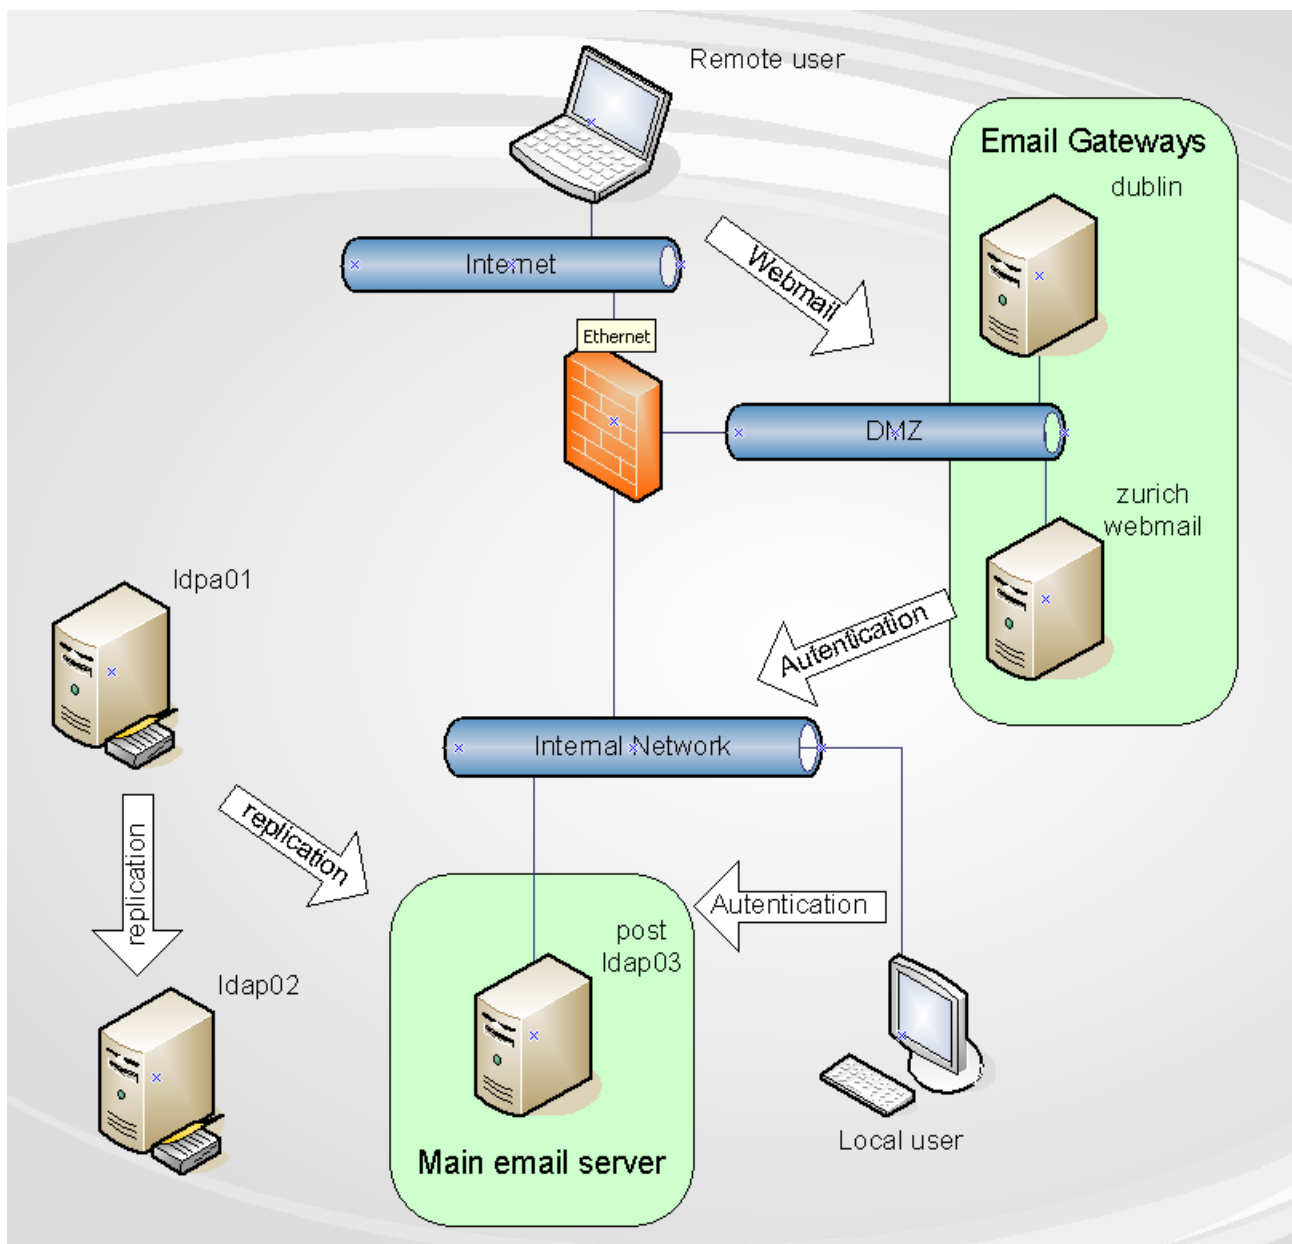 Remote user
Email Gateways
dublin
Internet
Webmail
Ethernet
DMZ
zurich
webmail
ldpa01
Autentication
Internal Network
replication
replication
Autentication
post
ldap03
ldap02
Local user
Main email server